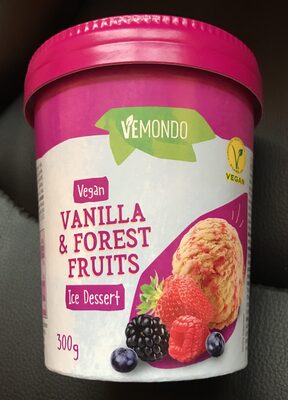 VEMONDO
VEGAN
Vegan
VANILLA
& FOREST
FRUITS
Ice Dessert
300g